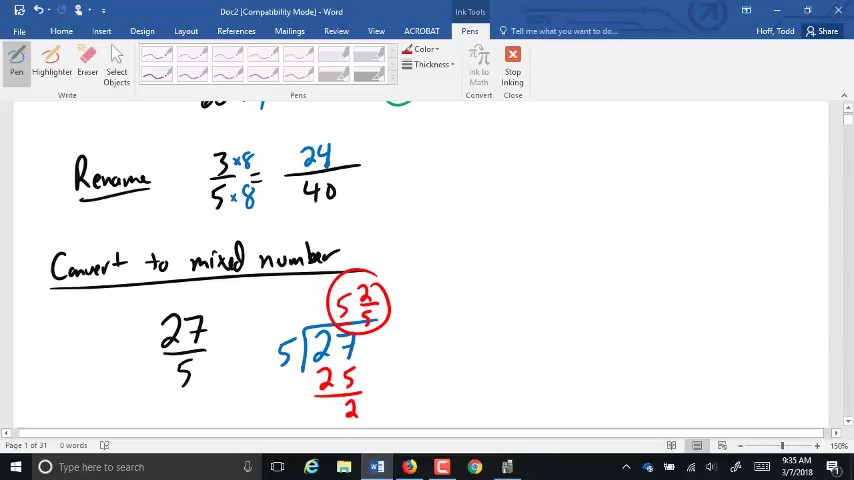 Doc2 [Compatibility Mode] - Word
Ink Tools
Hoff, Todd
File Home Insert Design Layout References Mailings Review View ACROBAT Pens Tell me what you want to do... Share
Pen Highlighter Eraser Select Objects
Color
Thickness
Ink to Math
Stop Inking
Write Pens Convert Close
Rename 3 ×8 = 24
5 ×8 40
Convert to mixed number
5 2/5
27 5 27
5 25
2
Page 1 of 31 0 words 150%
Type here to search
9:35 AM
3/7/2018